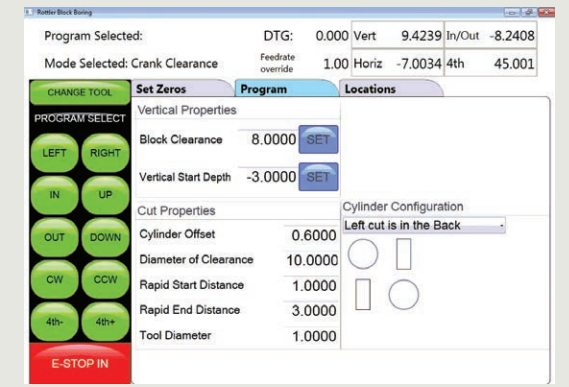 Rottler Block Boring
Program Selected: DTG: 0.000 Vert 9.4239 In/Out -8.2408
Mode Selected: Crank Clearance Feedrate override 1.00 Horiz -7.0034 4th 45.001
CHANGE TOOL
PROGRAM SELECT
LEFT RIGHT
IN UP
OUT DOWN
CW CCW
4th- 4th+
E-STOP IN
Set Zeros Program Locations
Vertical Properties
Block Clearance 8.0000 SET
Vertical Start Depth -3.0000 SET
Cut Properties
Cylinder Offset 0.6000
Diameter of Clearance 10.0000
Rapid Start Distance 1.0000
Rapid End Distance 3.0000
Tool Diameter 1.0000
Cylinder Configuration
Left cut is in the Back